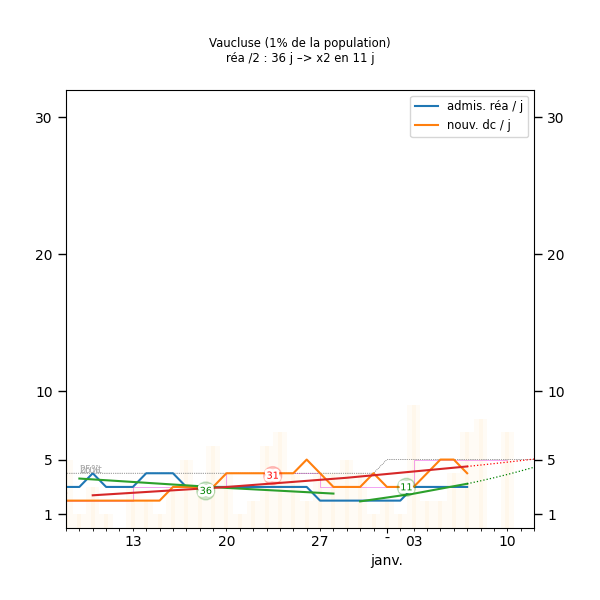 Vaucluse (1% de la population)
réa /2 : 36 j –> x2 en 11 j
admis. réa / j
nouv. dc / j
30 30
20 20
10 10
5 5
1 1
36
31
11
13 20 27 03 10
janv.